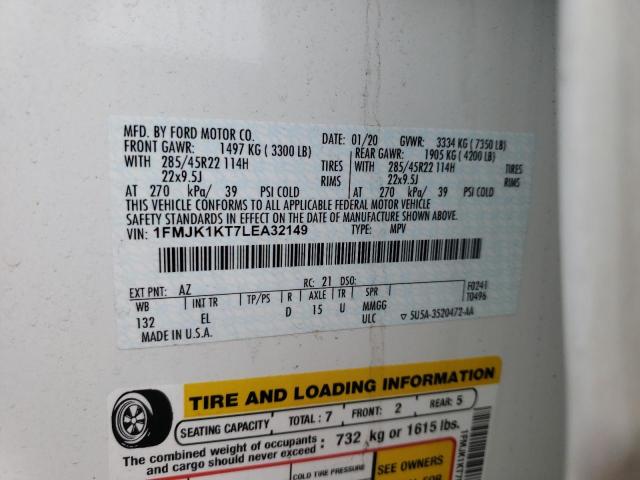 MFD. BY FORD MOTOR CO.
DATE: 01/20 GVWR: 3334 KG ( 7350 LB)
FRONT GAWR: 1497 KG ( 3300 LB) REAR GAWR: 1905 KG ( 4200 LB)
WITH 285/45R22 114H TIRES WITH 285/45R22 114H TIRES
22x9.5J RIMS 22x9.5J RIMS
AT 270 kPa/ 39 PSI COLD AT 270 kPa/ 39 PSI COLD
THIS VEHICLE CONFORMS TO ALL APPLICABLE FEDERAL MOTOR VEHICLE
SAFETY STANDARDS IN EFFECT ON THE DATE OF MANUFACTURE SHOWN ABOVE.
VIN: 1FMJK1KT7LEA32149 TYPE: MPV
EXT PNT: AZ RC: 21 DSO: F0241
WB INT TR TP/PS R AXLE TR SPR T0496
132 EL D 15 U MMGG
ULC 5U5A-3520472-AA
MADE IN U.S.A.
TIRE AND LOADING INFORMATION
SEATING CAPACITY TOTAL : 7 FRONT: 2 REAR: 5
The combined weight of occupants
and cargo should never exceed : 732 kg or 1615 lbs.
COLD TIRE PRESSURE
SEE OWNERS
1FMJK1KT7